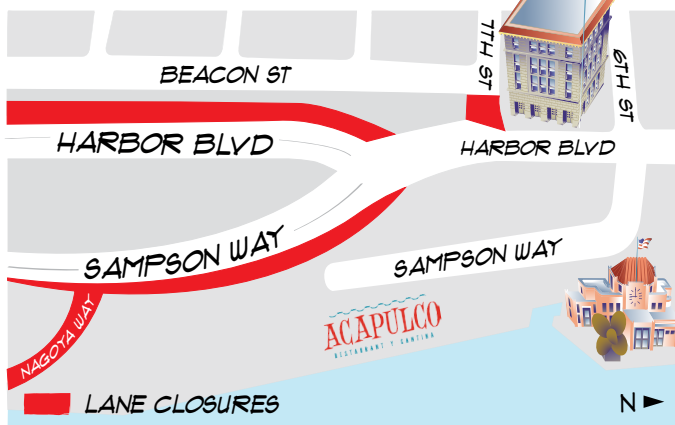 7TH ST
6TH ST
BEACON ST
HARBOR BLVD
HARBOR BLVD
SAMPSON WAY
SAMPSON WAY
NAGOYA WAY
ACAPULCO
RESTAURANT Y CANTINA
LANE CLOSURES
N